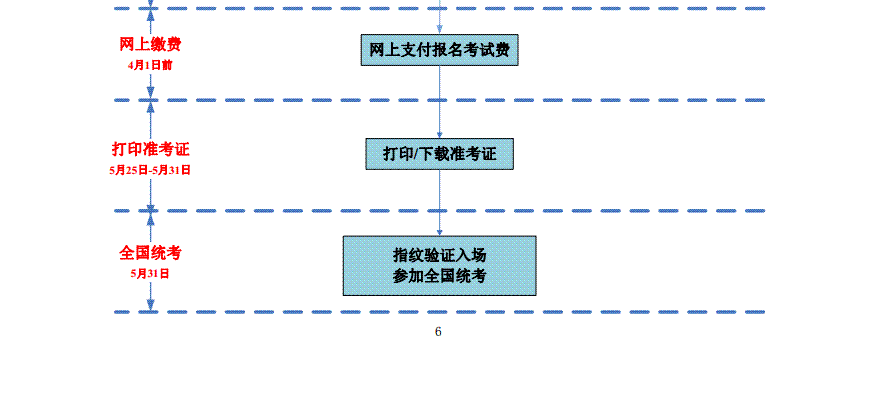 网上缴费
4月1日前
网上支付报名考试费
打印准考证
5月25日-5月31日
打印/下载准考证
全国统考
5月31日
指纹验证入场
参加全国统考
6